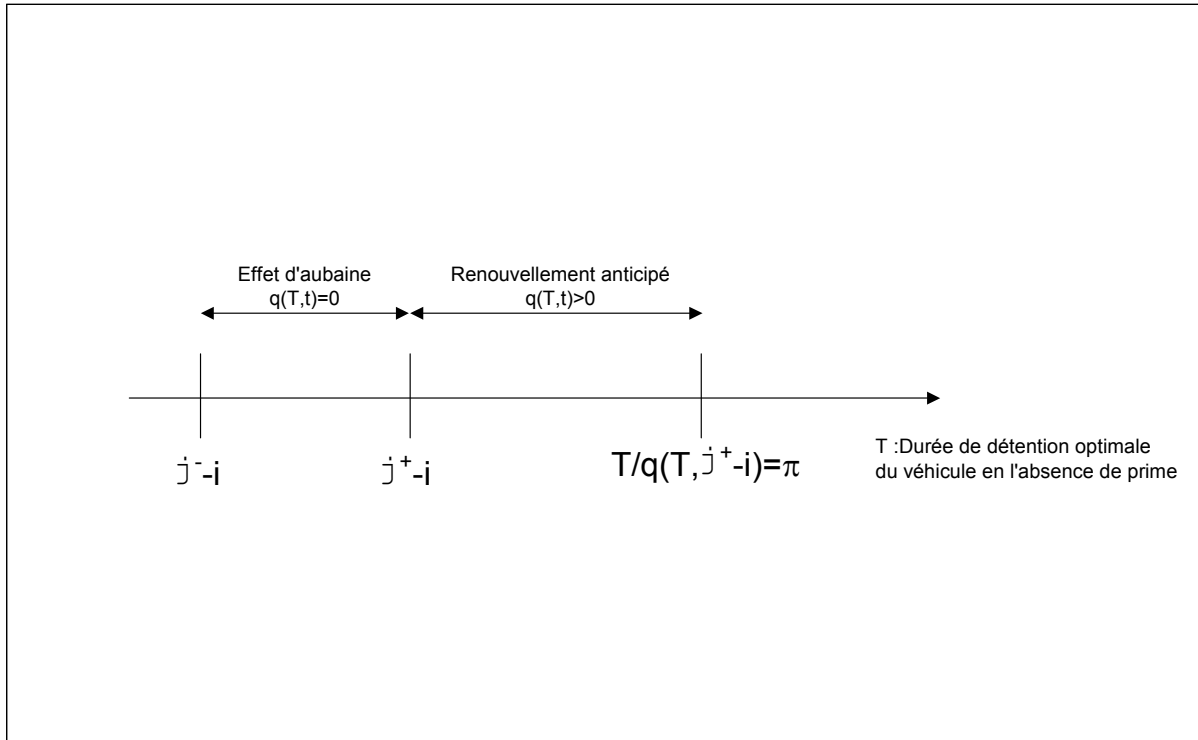 Effet d'aubaine
q(T,t)=0
Renouvellement anticipé
q(T,t)>0
j⁻-i
j⁺-i
T/q(T,j⁺-i)=π
T :Durée de détention optimale
du véhicule en l'absence de prime